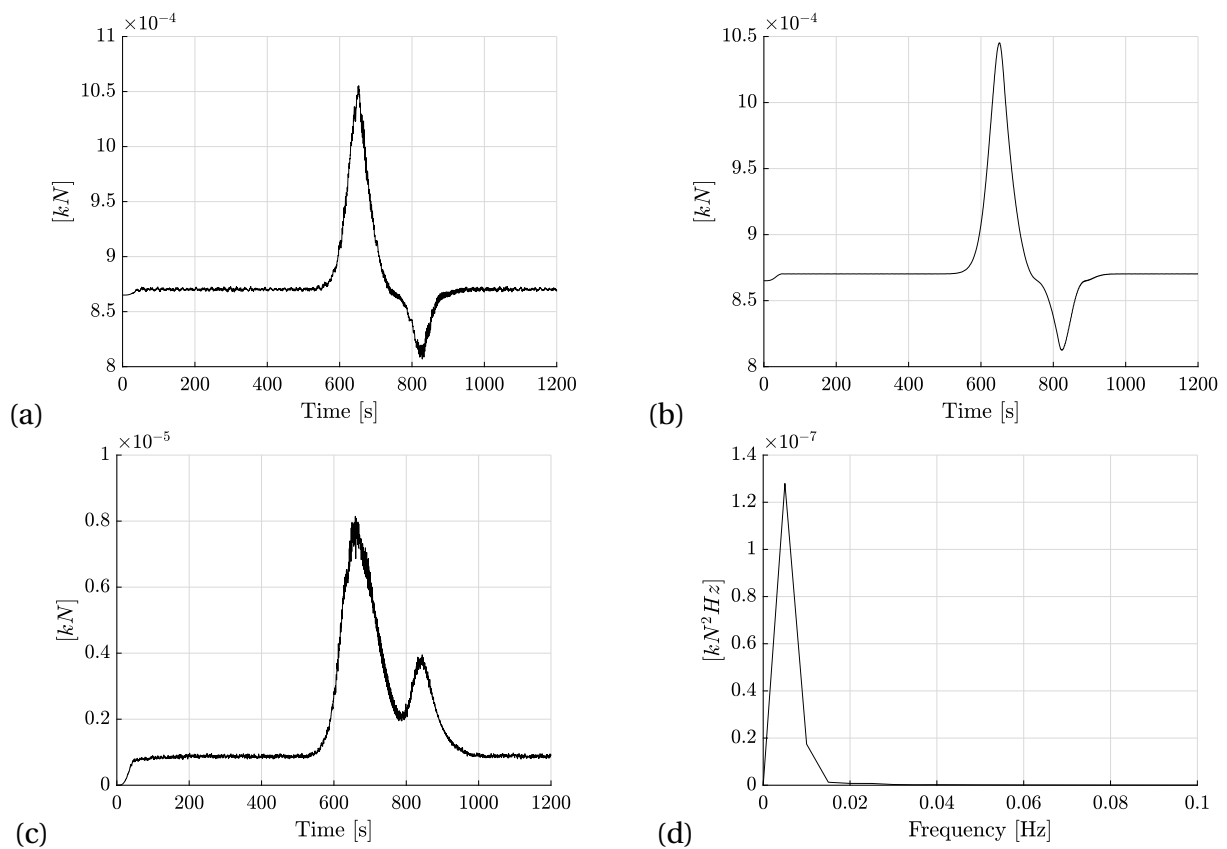 ×10⁻⁴
11
10.5
10
9.5
9
8.5
8
[kN]
0 200 400 600 800 1000 1200
Time [s]
(a)
×10⁻⁴
10.5
10
9.5
9
8.5
8
[kN]
0 200 400 600 800 1000 1200
Time [s]
(b)
×10⁻⁵
1
0.8
0.6
0.4
0.2
0
[kN]
0 200 400 600 800 1000 1200
Time [s]
(c)
×10⁻⁷
1.4
1.2
1
0.8
0.6
0.4
0.2
0
[kN²Hz]
0 0.02 0.04 0.06 0.08 0.1
Frequency [Hz]
(d)